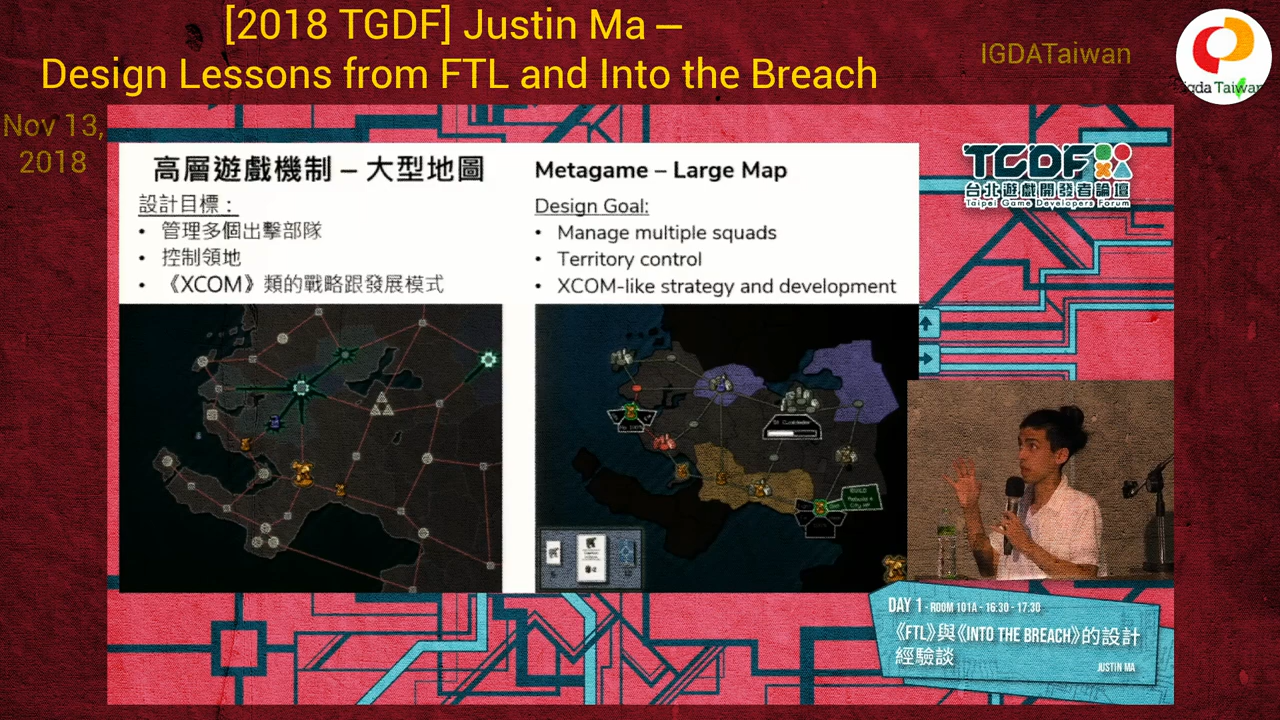 [2018 TGDF] Justin Ma –
Design Lessons from FTL and Into the Breach
IGDATaiwan
igda Taiwan
Nov 13,
2018
高層遊戲機制 – 大型地圖
設計目標：
• 管理多個出擊部隊
• 控制領地
• 《XCOM》類的戰略跟發展模式
Metagame – Large Map
Design Goal:
• Manage multiple squads
• Territory control
• XCOM-like strategy and development
TGDF
台北遊戲開發者論壇
Taipei Game Developers Forum
BUILD
DAY 1 - ROOM 101A - 16:30 - 17:30
《FTL》與《INTO THE BREACH》的設計
經驗談
JUSTIN MA